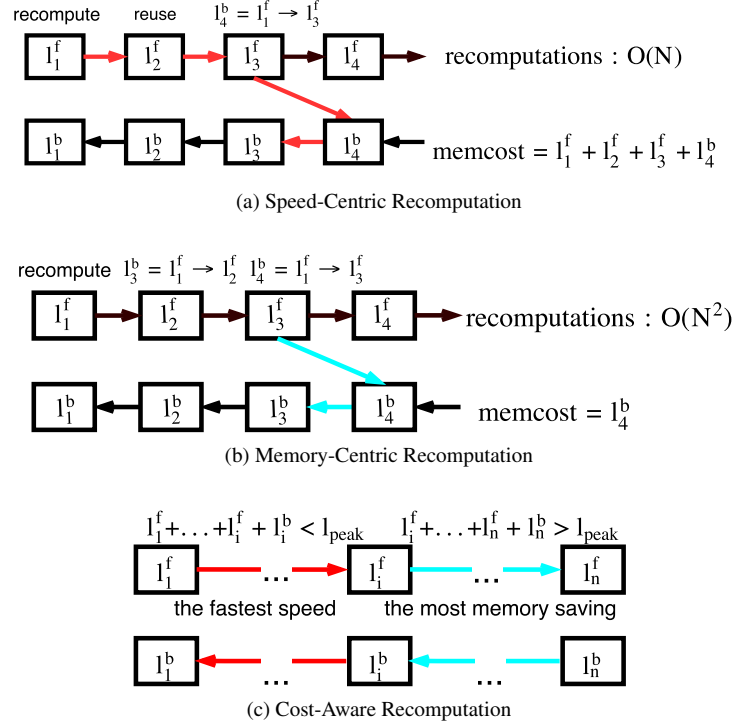 recompute reuse l₄ᵇ = l₁ᶠ → l₃ᶠ
l₁ᶠ l₂ᶠ l₃ᶠ l₄ᶠ recomputations : O(N)
l₁ᵇ l₂ᵇ l₃ᵇ l₄ᵇ memcost = l₁ᶠ + l₂ᶠ + l₃ᶠ + l₄ᵇ
(a) Speed-Centric Recomputation
recompute l₃ᵇ = l₁ᶠ → l₂ᶠ l₄ᵇ = l₁ᶠ → l₃ᶠ
l₁ᶠ l₂ᶠ l₃ᶠ l₄ᶠ recomputations : O(N²)
l₁ᵇ l₂ᵇ l₃ᵇ l₄ᵇ memcost = l₄ᵇ
(b) Memory-Centric Recomputation
l₁ᶠ+...+lᵢᶠ + lᵢᵇ < lpeak lᵢᶠ+...+lₙᶠ + lₙᵇ > lpeak
l₁ᶠ ... lᵢᶠ ... lₙᶠ
the fastest speed the most memory saving
l₁ᵇ ... lᵢᵇ ... lₙᵇ
(c) Cost-Aware Recomputation